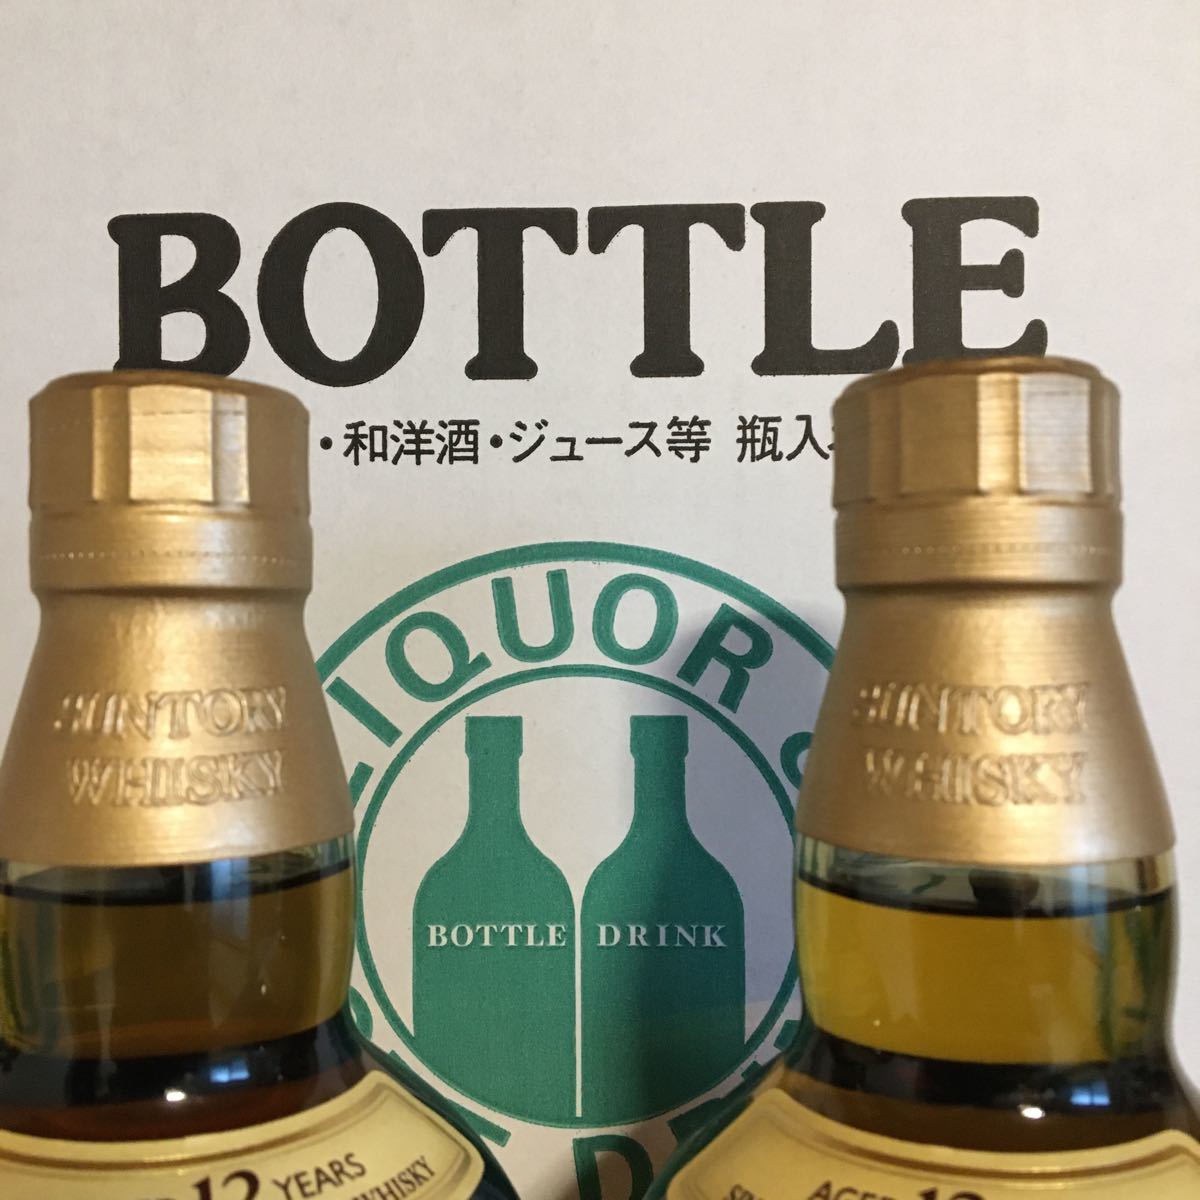 BOTTLE
・和洋酒・ジュース等 瓶入
LIQUOR
SUNTORY
WHISKY
SUNTORY
WHISKY
BOTTLE DRINK
12 YEARS
WHISKY
AGED 12